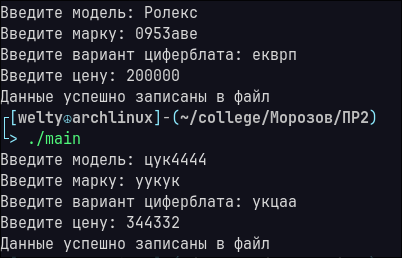 Введите модель: Ролекс
Введите марку: 0953аве
Введите вариант циферблата: екврп
Введите цену: 200000
Данные успешно записаны в файл
┌[welty☮archlinux]-(~/college/Морозов/ПР2)
└> ./main
Введите модель: цук4444
Введите марку: уукук
Введите вариант циферблата: укцаа
Введите цену: 344332
Данные успешно записаны в файл